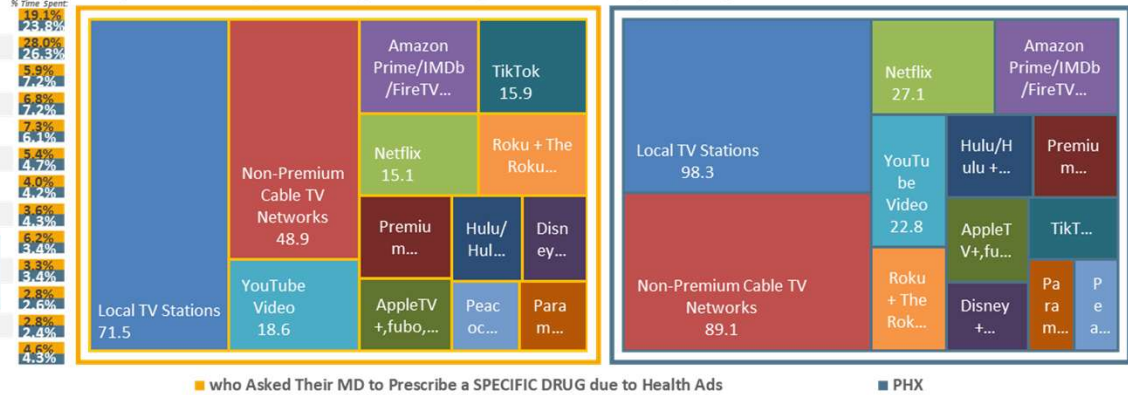 % Time Spent:
19.1%
23.8%
28.0%
26.3%
5.9%
7.2%
6.8%
7.2%
7.3%
6.1%
5.4%
4.7%
4.0%
4.2%
3.6%
4.3%
6.2%
3.4%
3.3%
3.4%
2.8%
2.6%
2.8%
2.4%
4.6%
4.3%
Local TV Stations
71.5
Non-Premium
Cable TV
Networks
48.9
YouTube
Video
18.6
Amazon
Prime/IMDb
/FireTV...
TikTok
15.9
Netflix
15.1
Roku + The
Roku...
Premiu
m...
Hulu/
Hul...
Disn
ey...
AppleTV
+,fubo,...
Peac
oc...
Para
m...
Local TV Stations
98.3
Non-Premium Cable TV
Networks
89.1
Netflix
27.1
Amazon
Prime/IMDb
/FireTV...
YouTu
be
Video
22.8
Hulu/H
ulu +...
Premiu
m...
AppleT
V+,fu...
TikT...
Roku
+ The
Rok...
Disney
+...
Pa
ra
m...
P
e
a...
who Asked Their MD to Prescribe a SPECIFIC DRUG due to Health Ads
PHX